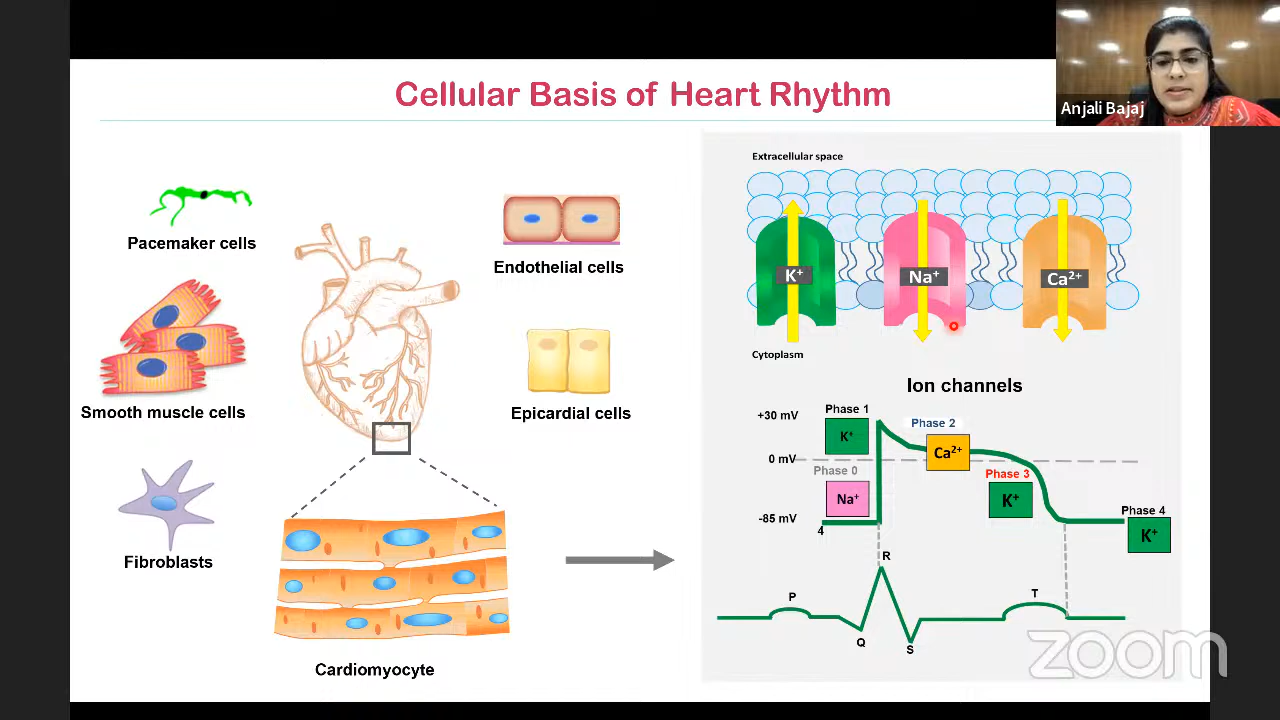 Cellular Basis of Heart Rhythm
Anjali Bajaj
Pacemaker cells
Smooth muscle cells
Fibroblasts
Endothelial cells
Epicardial cells
Cardiomyocyte
Extracellular space
K⁺
Na⁺
Ca²⁺
Cytoplasm
Ion channels
+30 mV
0 mV
-85 mV
Phase 1
K⁺
Phase 0
Na⁺
4
Phase 2
Ca²⁺
Phase 3
K⁺
Phase 4
K⁺
P
Q
R
S
T
zoom